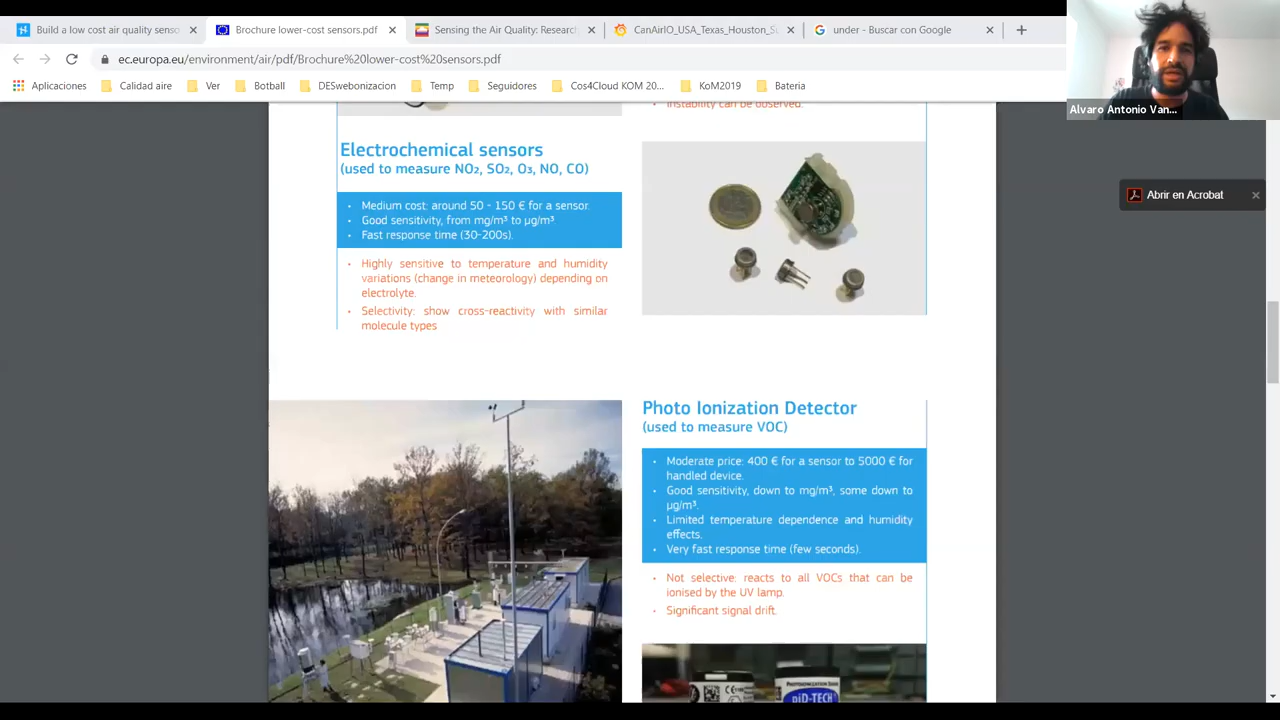 Build a low cost air quality senso
Brochure lower-cost sensors.pdf
Sensing the Air Quality: Research
CanAirIO_USA_Texas_Houston_Su
under - Buscar con Google
ec.europa.eu/environment/air/pdf/Brochure%20lower-cost%20sensors.pdf
Aplicaciones
Calidad aire
Ver
Botball
DESwebonizacion
Temp
Seguidores
Cos4Cloud KOM 20...
KoM2019
Bateria
Alvaro Antonio Van...
Abrir en Acrobat
instability can be observed.
Electrochemical sensors
(used to measure NO₂, SO₂, O₃, NO, CO)
• Medium cost: around 50 - 150 € for a sensor.
• Good sensitivity, from mg/m³ to µg/m³.
• Fast response time (30-200s).
• Highly sensitive to temperature and humidity
variations (change in meteorology) depending on
electrolyte.
• Selectivity: show cross-reactivity with similar
molecule types
Photo Ionization Detector
(used to measure VOC)
• Moderate price: 400 € for a sensor to 5000 € for
handled device.
• Good sensitivity, down to mg/m³, some down to
µg/m³.
• Limited temperature dependence and humidity
effects.
• Very fast response time (few seconds).
• Not selective: reacts to all VOCs that can be
ionised by the UV lamp.
• Significant signal drift.
piD-TECH